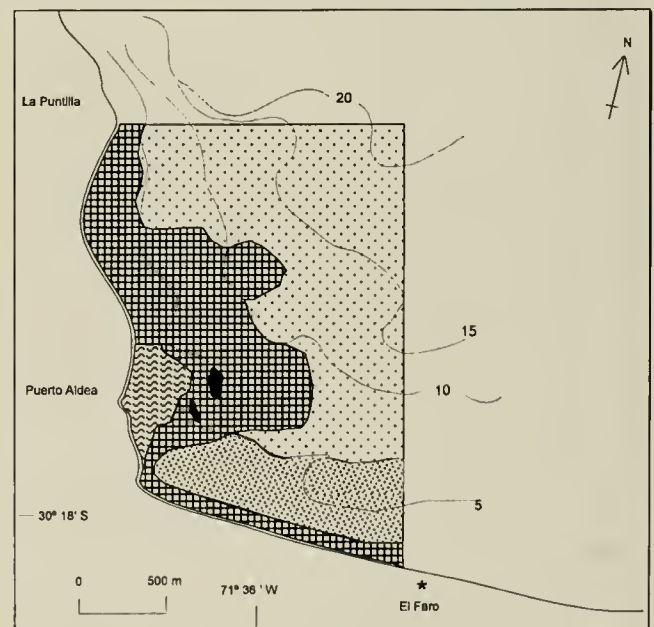 N
La Puntilla
20
15
Puerto Aldea
10
30° 18' S
5
0 500 m
71° 36' W
*
El Faro